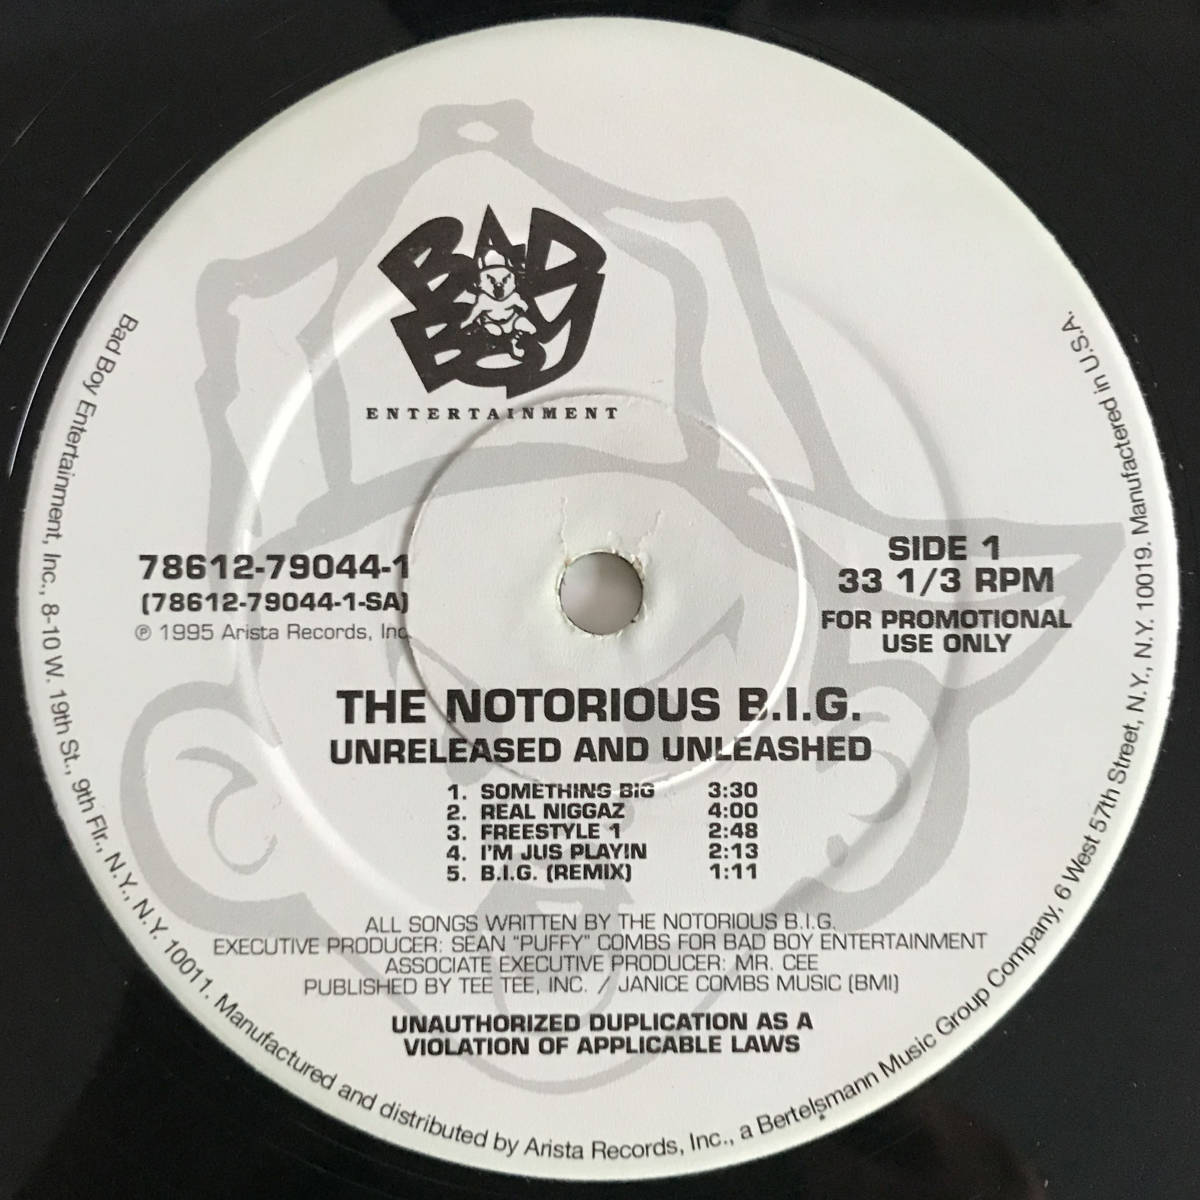 BAD
BOY
ENTERTAINMENT
78612-79044-1
(78612-79044-1-SA)
℗ 1995 Arista Records, Inc.
SIDE 1
33 1/3 RPM
FOR PROMOTIONAL
USE ONLY
THE NOTORIOUS B.I.G.
UNRELEASED AND UNLEASHED
1. SOMETHING BIG 3:30
2. REAL NIGGAZ 4:00
3. FREESTYLE 1 2:48
4. I'M JUS PLAYIN 2:13
5. B.I.G. (REMIX) 1:11
ALL SONGS WRITTEN BY THE NOTORIOUS B.I.G.
EXECUTIVE PRODUCER: SEAN "PUFFY" COMBS FOR BAD BOY ENTERTAINMENT
ASSOCIATE EXECUTIVE PRODUCER: MR. CEE
PUBLISHED BY TEE TEE, INC. / JANICE COMBS MUSIC (BMI)
UNAUTHORIZED DUPLICATION AS A
VIOLATION OF APPLICABLE LAWS
Bad Boy Entertainment, Inc., 8-10 W. 19th St., 9th Flr., N.Y., N.Y. 10011. Manufactured and distributed by Arista Records, Inc., a Bertelsmann Music Group Company, 6 West 57th Street, N.Y., N.Y. 10019. Manufactered in U.S.A.